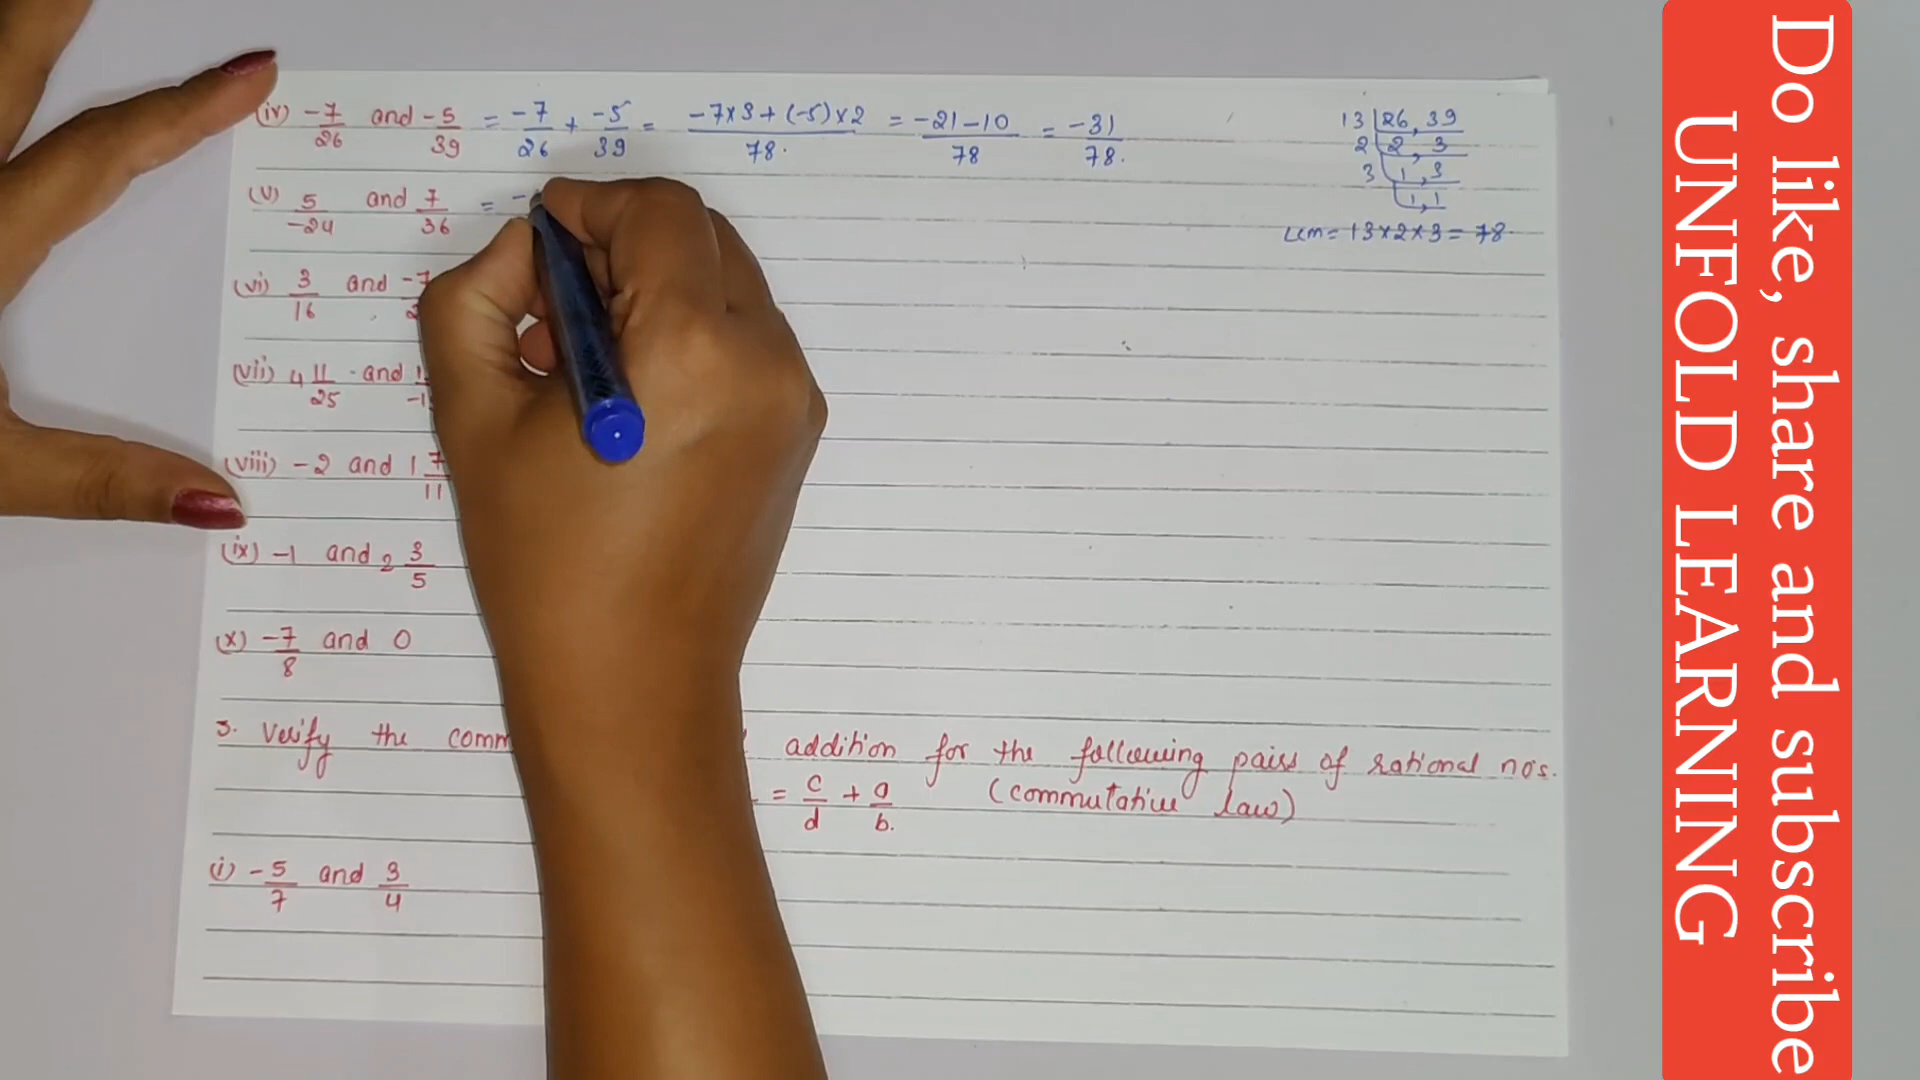 (iv) -7/26 and -5/39 = -7/26 + -5/39 = -7×3+(-5)×2/78. = -21-10/78 = -31/78.
13 | 26, 39
2 | 2, 3
3 | 1, 3
1, 1
LCM = 13×2×3 = 78
(v) 5/-24 and 7/36 = -
(vi) 3/16 and -7
(vii) 4 11/25 and
(viii) -2 and 1 7/11
(ix) -1 and 2 3/5
(x) -7/8 and 0
3. Verify the addition for the following pairs of rational no's.
= c/d + a/b. (commutative law)
(i) -5/7 and 3/4
Do like, share and subscribe
UNFOLD LEARNING